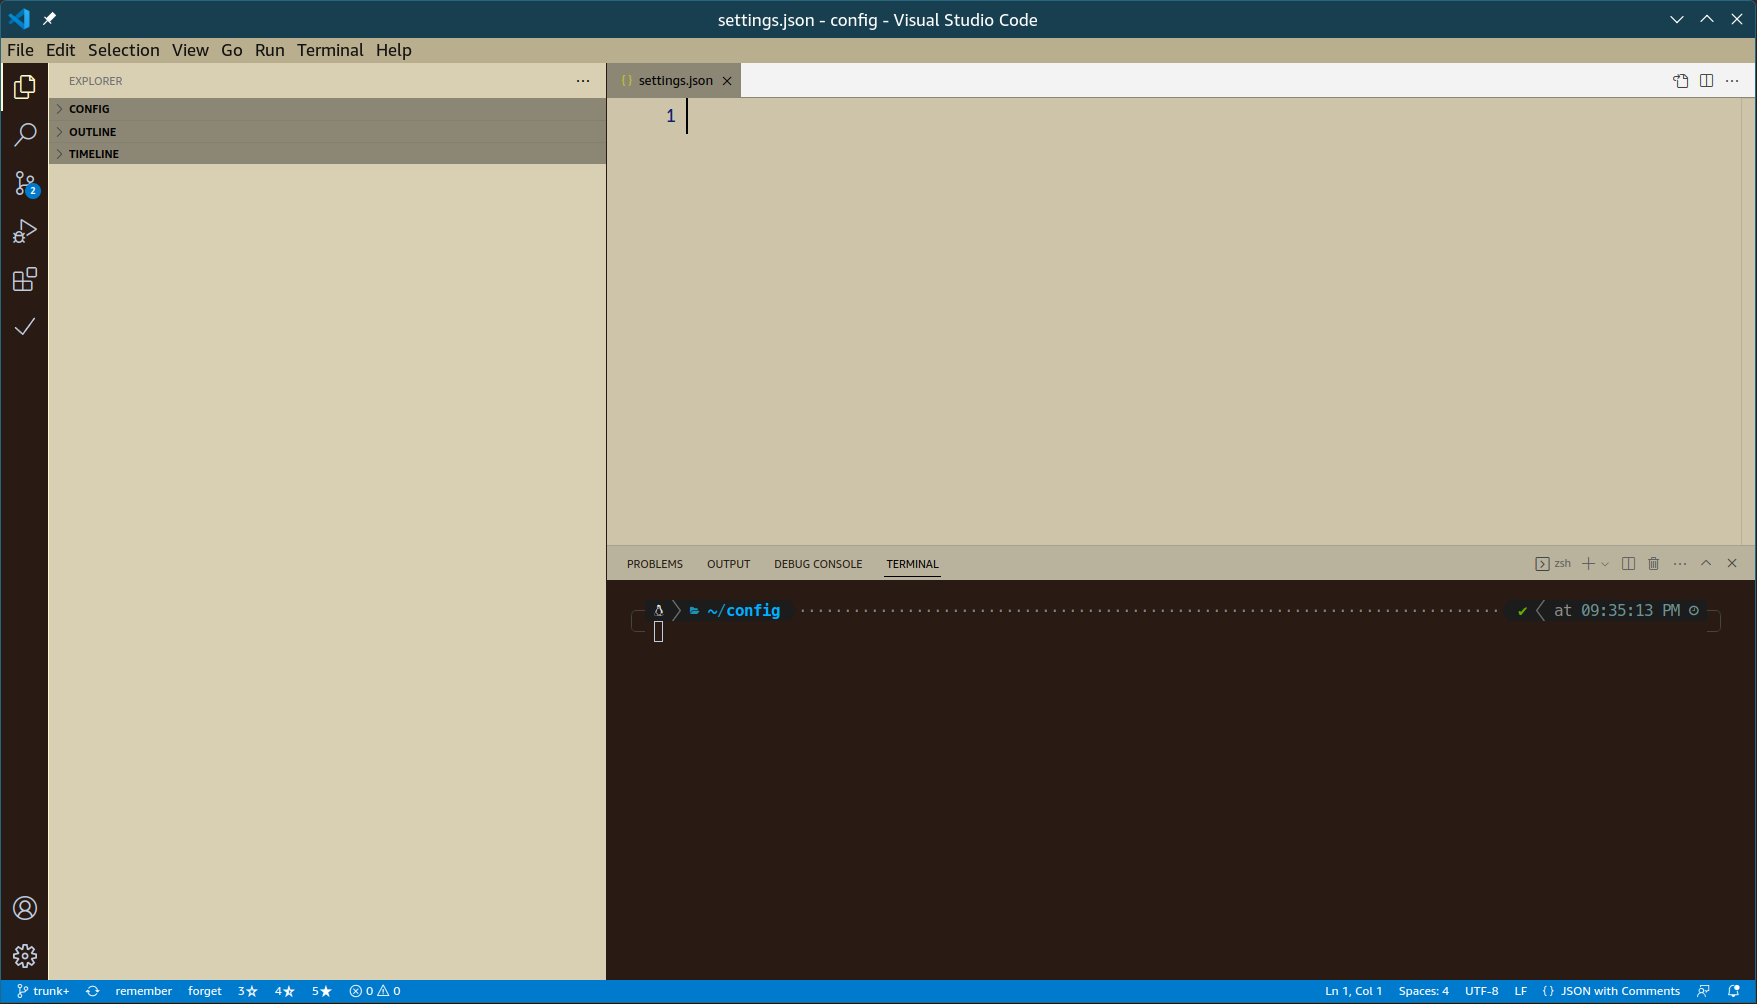 settings.json - config - Visual Studio Code
File Edit Selection View Go Run Terminal Help
EXPLORER
CONFIG
OUTLINE
TIMELINE
2
{} settings.json
1
PROBLEMS OUTPUT DEBUG CONSOLE TERMINAL
zsh
~/config
✔ at 09:35:13 PM
trunk+ remember forget 3 4 5 0 0
Ln 1, Col 1 Spaces: 4 UTF-8 LF {} JSON with Comments